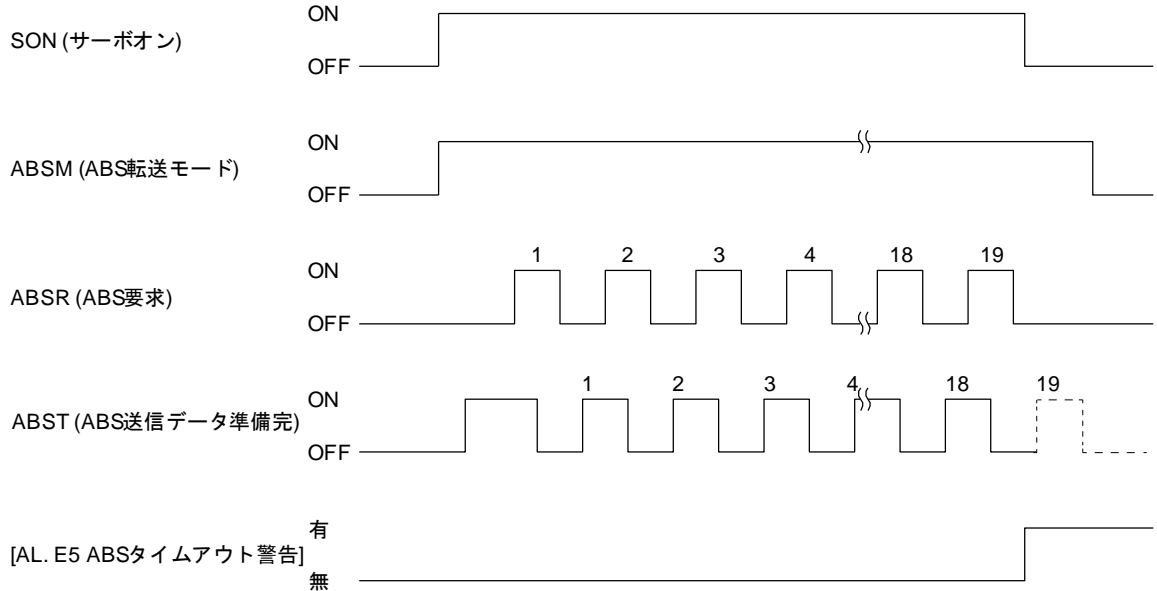 ON
SON (サーボオン)
OFF
ON
ABSM (ABS転送モード)
OFF
1 2 3 4 18 19
ON
ABSR (ABS要求)
OFF
1 2 3 4 18 19
ON
ABST (ABS送信データ準備完)
OFF
有
[AL. E5 ABSタイムアウト警告]
無